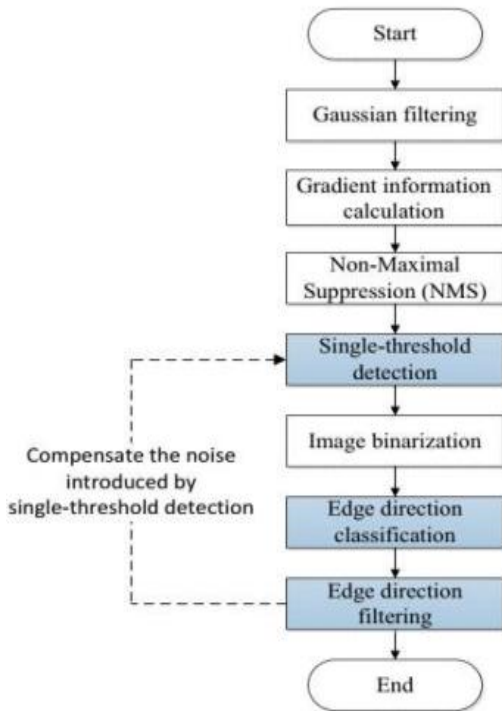 Start
Gaussian filtering
Gradient information
calculation
Non-Maximal
Suppression (NMS)
Single-threshold
detection
Compensate the noise
introduced by
single-threshold detection
Image binarization
Edge direction
classification
Edge direction
filtering
End